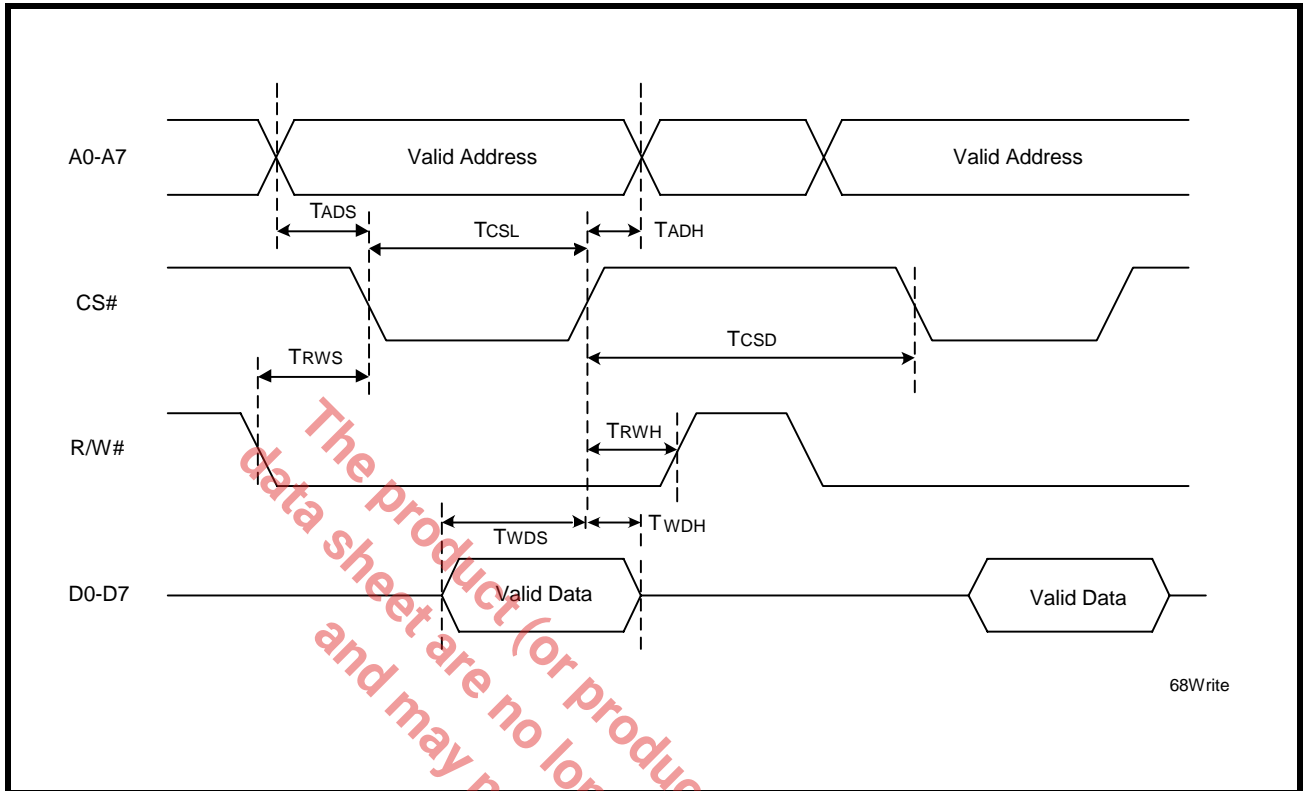 A0-A7
Valid Address
Valid Address
TADS
TCSL
TADH
CS#
TCSD
TRWS
R/W#
TRWH
TWDS
TWDH
D0-D7
Valid Data
Valid Data
68Write
The product (or produc
data sheet are no lon
and may